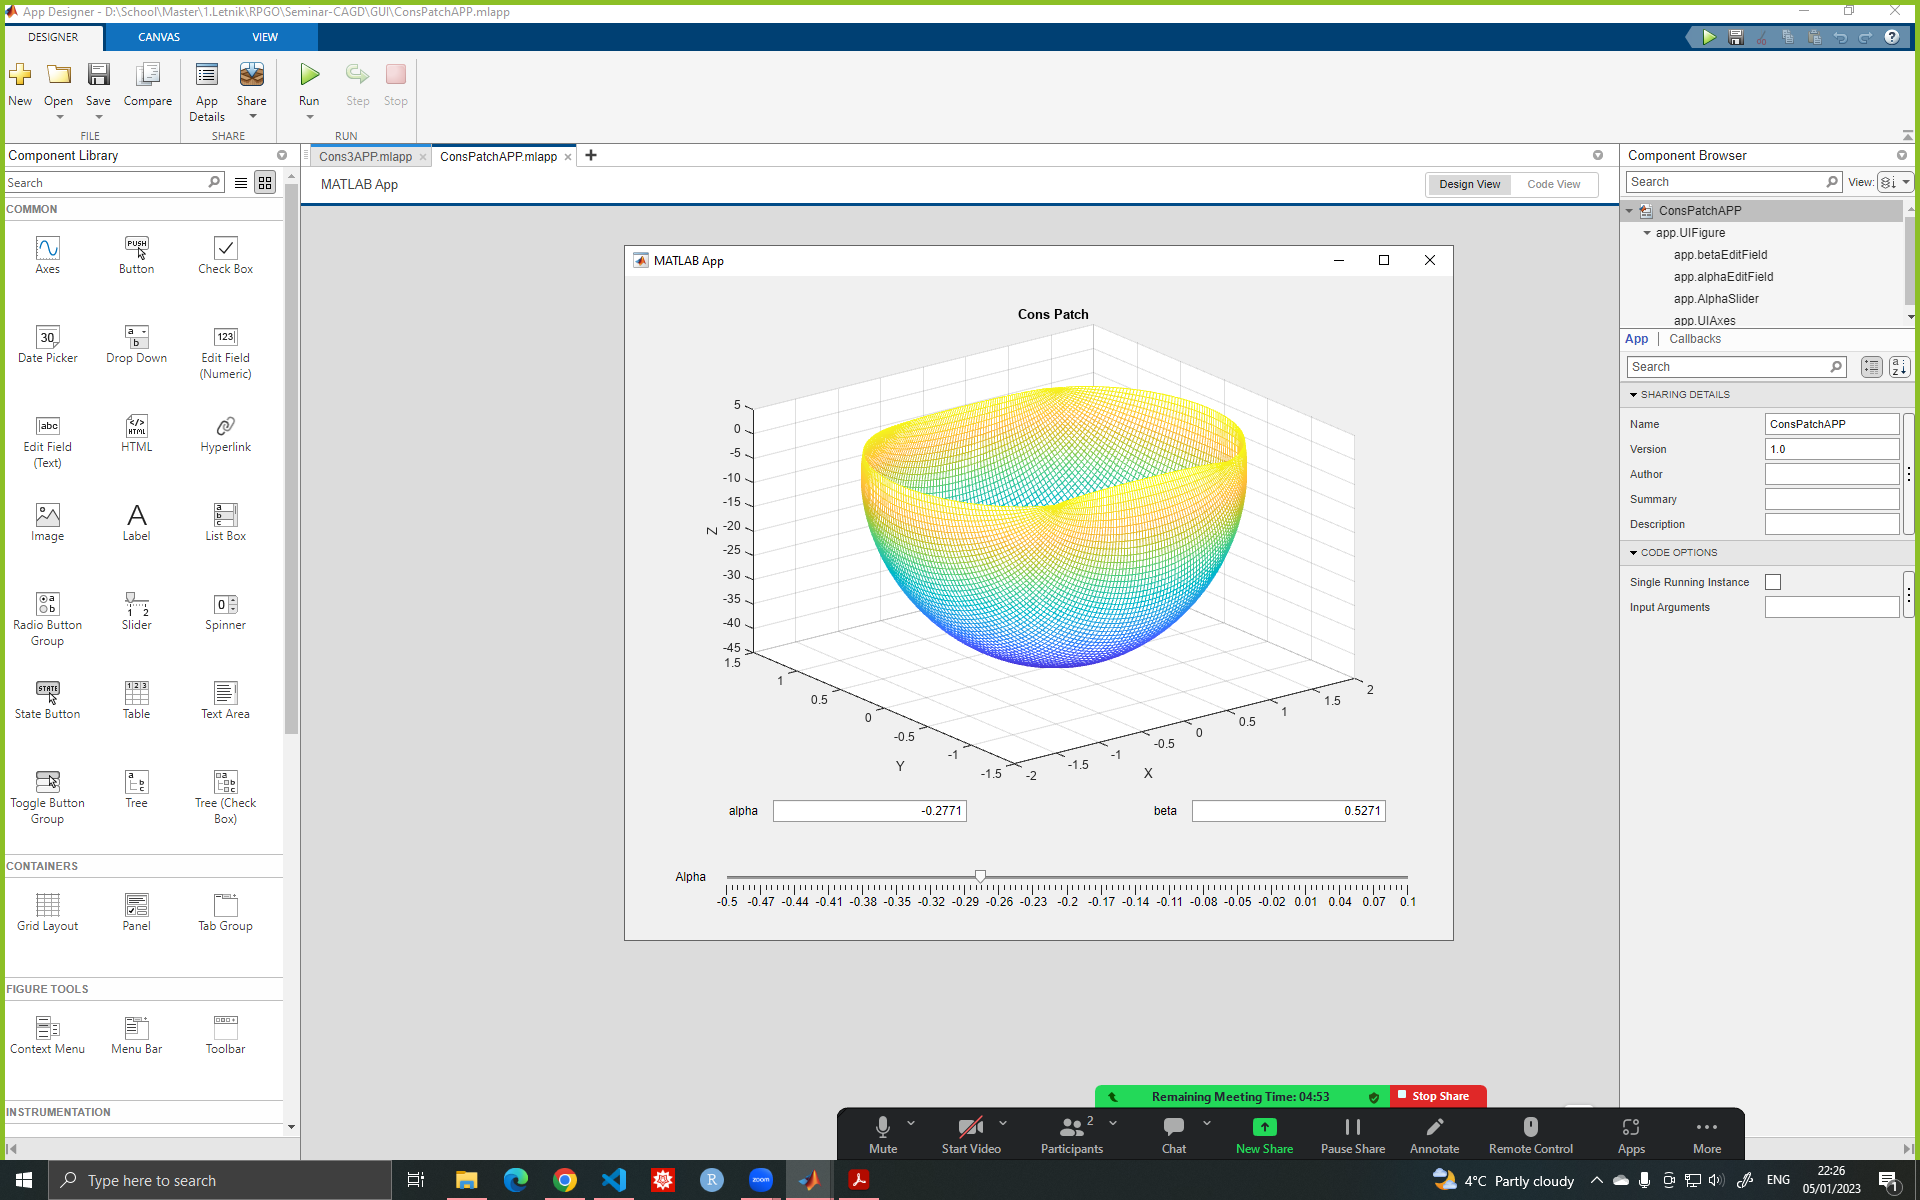 App Designer - D:\School\Master\1.Letnik\RPGO\Seminar-CAGD\GUI\ConsPatchAPP.mlapp
DESIGNER CANVAS VIEW
New Open Save Compare App Details Share Run Step Stop
FILE SHARE RUN
Component Library
Search
COMMON
Axes Button Check Box
Date Picker Drop Down Edit Field (Numeric)
Edit Field (Text) HTML Hyperlink
Image Label List Box
Radio Button Group Slider Spinner
State Button Table Text Area
Toggle Button Group Tree Tree (Check Box)
CONTAINERS
Grid Layout Panel Tab Group
FIGURE TOOLS
Context Menu Menu Bar Toolbar
INSTRUMENTATION
Cons3APP.mlapp ConsPatchAPP.mlapp
MATLAB App
Design View Code View
MATLAB App
Cons Patch
5
0
-5
-10
-15
-20
-25
-30
-35
-40
-45
Z
1.5 1 0.5 0 -0.5 -1 -1.5
Y
-2 -1.5 -1 -0.5 0 0.5 1 1.5 2
X
alpha -0.2771 beta 0.5271
Alpha
-0.5 -0.47 -0.44 -0.41 -0.38 -0.35 -0.32 -0.29 -0.26 -0.23 -0.2 -0.17 -0.14 -0.11 -0.08 -0.05 -0.02 0.01 0.04 0.07 0.1
Component Browser
Search View:
ConsPatchAPP
app.UIFigure
app.betaEditField
app.alphaEditField
app.AlphaSlider
app.UIAxes
App Callbacks
Search
SHARING DETAILS
Name ConsPatchAPP
Version 1.0
Author
Summary
Description
CODE OPTIONS
Single Running Instance
Input Arguments
Remaining Meeting Time: 04:53 Stop Share
Mute Start Video Participants 2 Chat New Share Pause Share Annotate Remote Control Apps More
Type here to search
zoom
4°C Partly cloudy ENG 22:26
05/01/2023
1